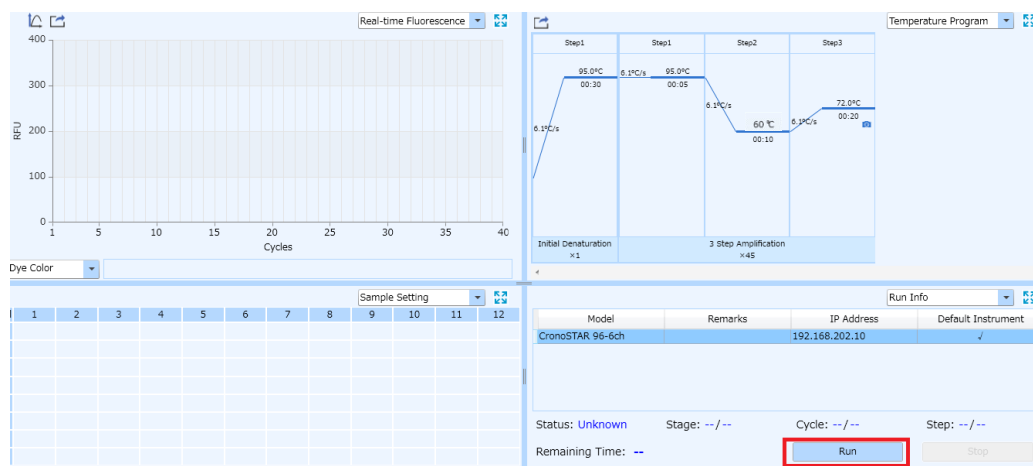 Real-time Fluorescence
400
300
200
100
0
RFU
1 5 10 15 20 25 30 35 40
Cycles
Dye Color
Temperature Program
Step1 Step1 Step2 Step3
95.0°C 6.1°C/s 95.0°C
00:30 00:05
6.1°C/s 72.0°C
6.1°C/s 60 ℃ 6.1°C/s 00:20
00:10
Initial Denaturation 3 Step Amplification
×1 ×45
Sample Setting
1 2 3 4 5 6 7 8 9 10 11 12
Run Info
Model Remarks IP Address Default Instrument
CronoSTAR 96-6ch 192.168.202.10 √
Status: Unknown Stage: --/-- Cycle: --/-- Step: --/--
Remaining Time: -- Run Stop